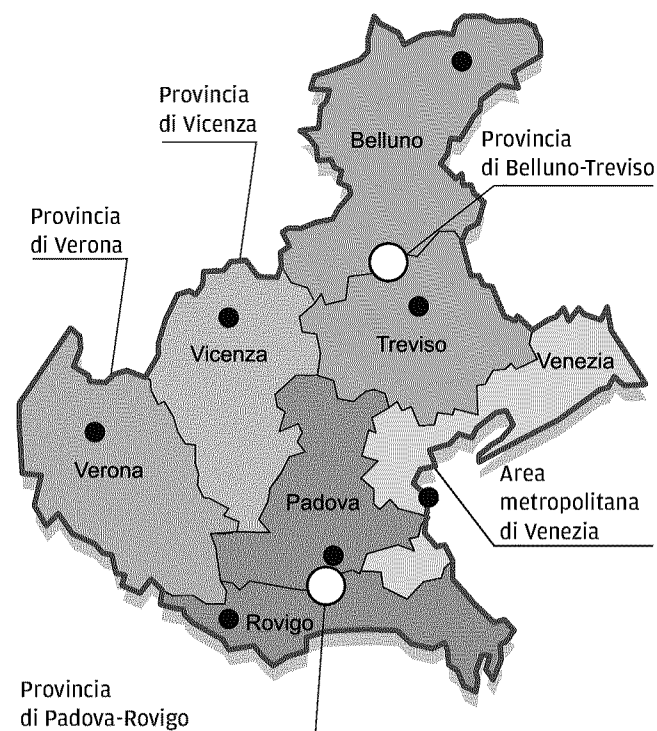 Provincia
di Vicenza
Belluno
Provincia
di Belluno-Treviso
Provincia
di Verona
Vicenza
Treviso
Venezia
Verona
Padova
Area
metropolitana
di Venezia
Rovigo
Provincia
di Padova-Rovigo